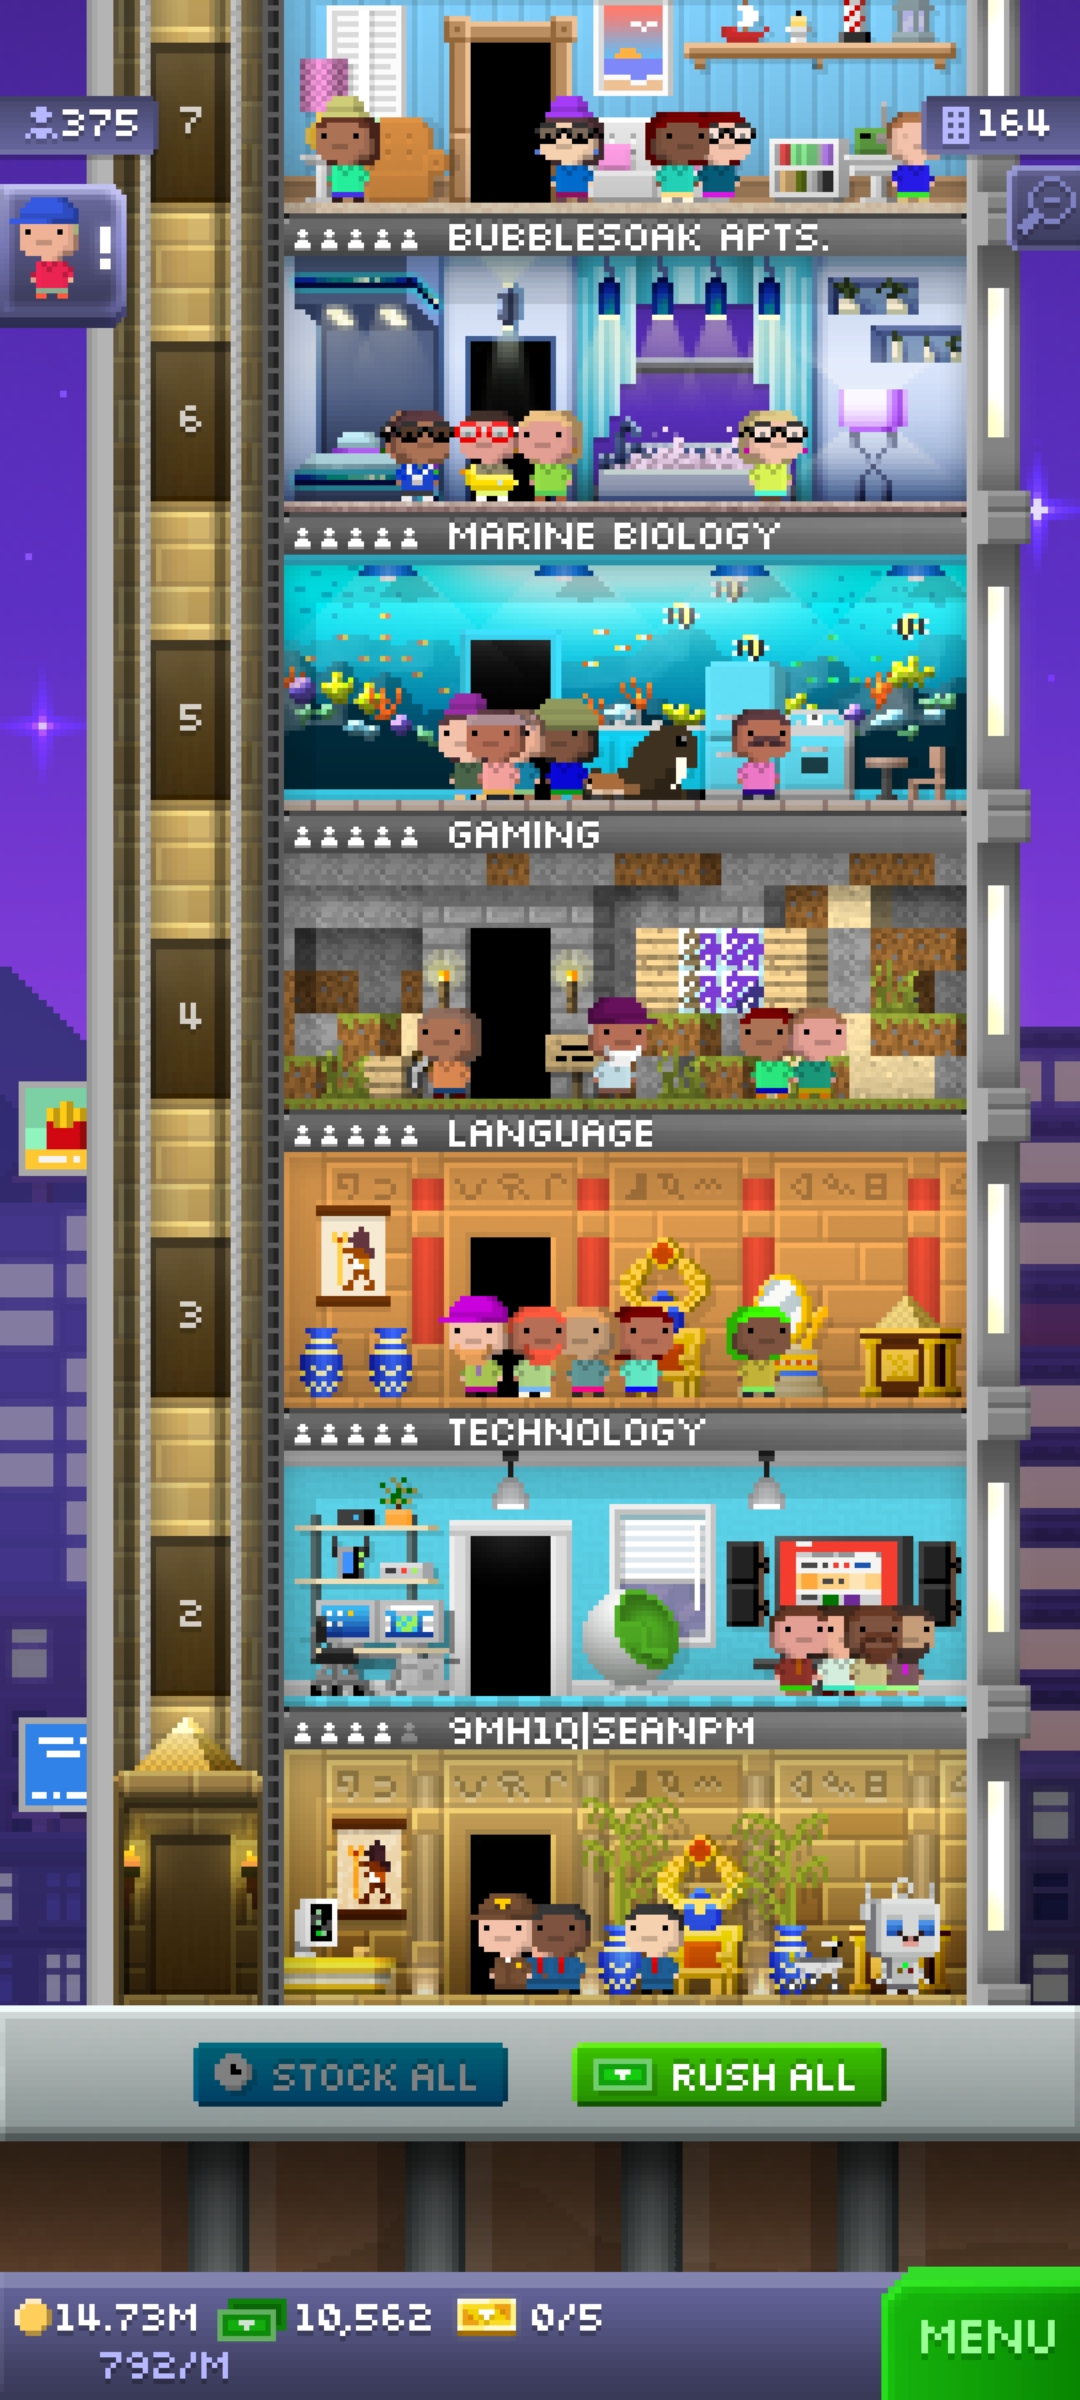 7
375
164
!
BUBBLESOAK APTS.
6
MARINE BIOLOGY
5
GAMING
4
LANGUAGE
3
TECHNOLOGY
2
9MH1Q|SEANPM
STOCK ALL
RUSH ALL
14.73M
10,562
0/5
792/M
MENU